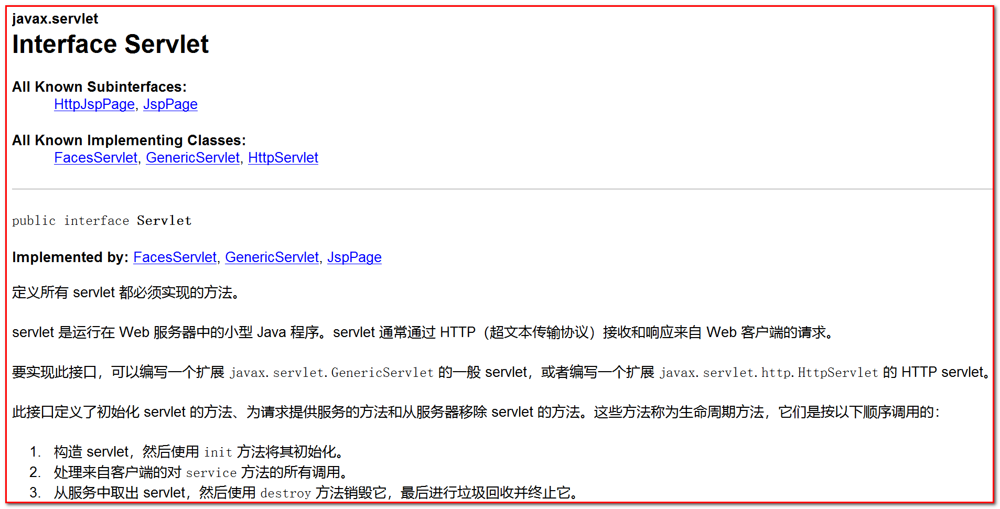 javax.servlet
Interface Servlet
All Known Subinterfaces:
HttpJspPage, JspPage
All Known Implementing Classes:
FacesServlet, GenericServlet, HttpServlet
public interface Servlet
Implemented by: FacesServlet, GenericServlet, JspPage
定义所有 servlet 都必须实现的方法。
servlet 是运行在 Web 服务器中的小型 Java 程序。servlet 通常通过 HTTP（超文本传输协议）接收和响应来自 Web 客户端的请求。
要实现此接口，可以编写一个扩展 javax.servlet.GenericServlet 的一般 servlet，或者编写一个扩展 javax.servlet.http.HttpServlet 的 HTTP servlet。
此接口定义了初始化 servlet 的方法、为请求提供服务的方法和从服务器移除 servlet 的方法。这些方法称为生命周期方法，它们是按以下顺序调用的：
1. 构造 servlet，然后使用 init 方法将其初始化。
2. 处理来自客户端的对 service 方法的所有调用。
3. 从服务中取出 servlet，然后使用 destroy 方法销毁它，最后进行垃圾回收并终止它。